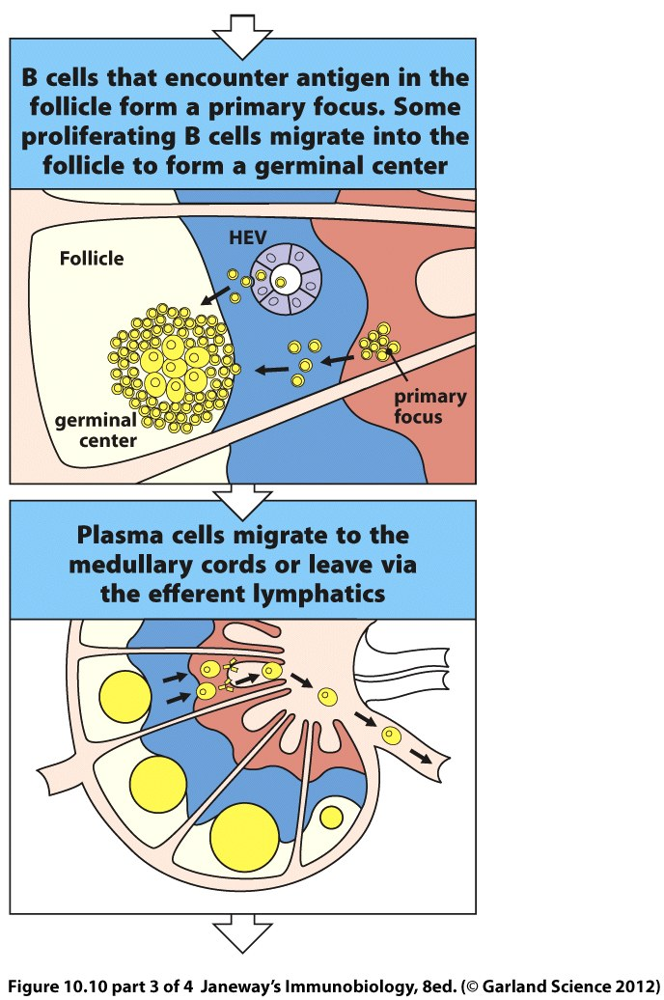 B cells that encounter antigen in the
follicle form a primary focus. Some
proliferating B cells migrate into the
follicle to form a germinal center
HEV
Follicle
primary
focus
germinal
center
Plasma cells migrate to the
medullary cords or leave via
the efferent lymphatics
Figure 10.10 part 3 of 4 Janeway’s Immunobiology, 8ed. (© Garland Science 2012)